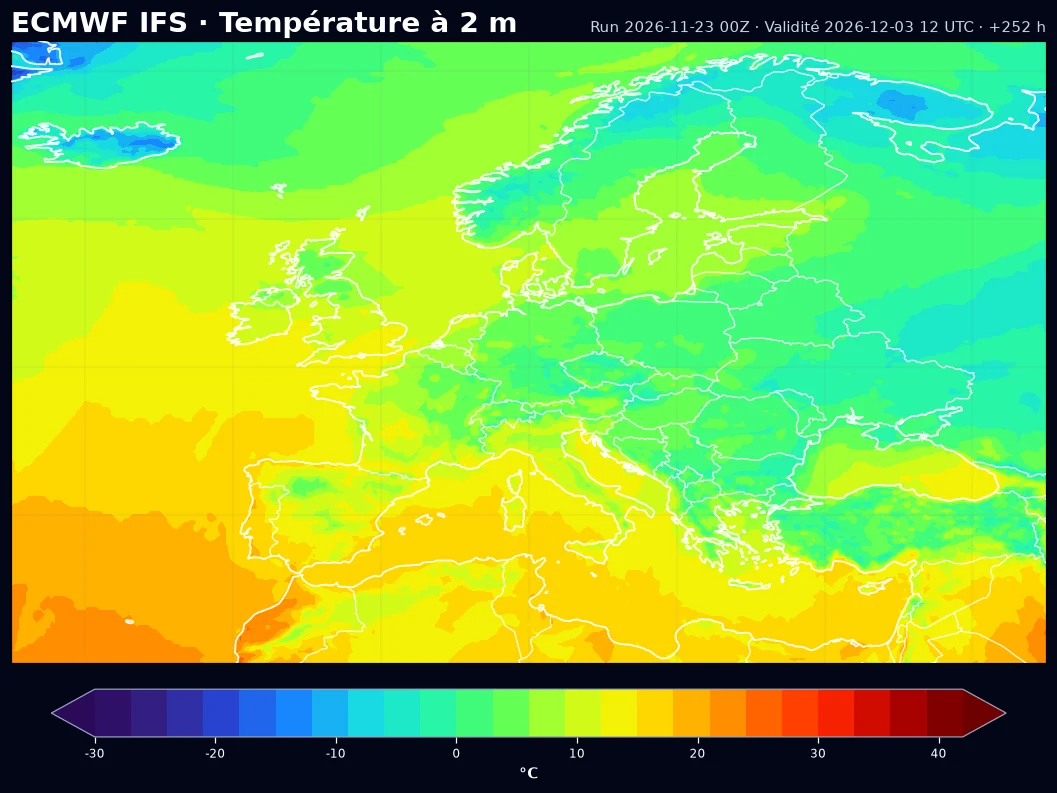 ECMWF IFS · Température à 2 m
Run 2026-11-23 00Z · Validité 2026-12-03 12 UTC · +252 h
-30 -20 -10 0 10 20 30 40
°C